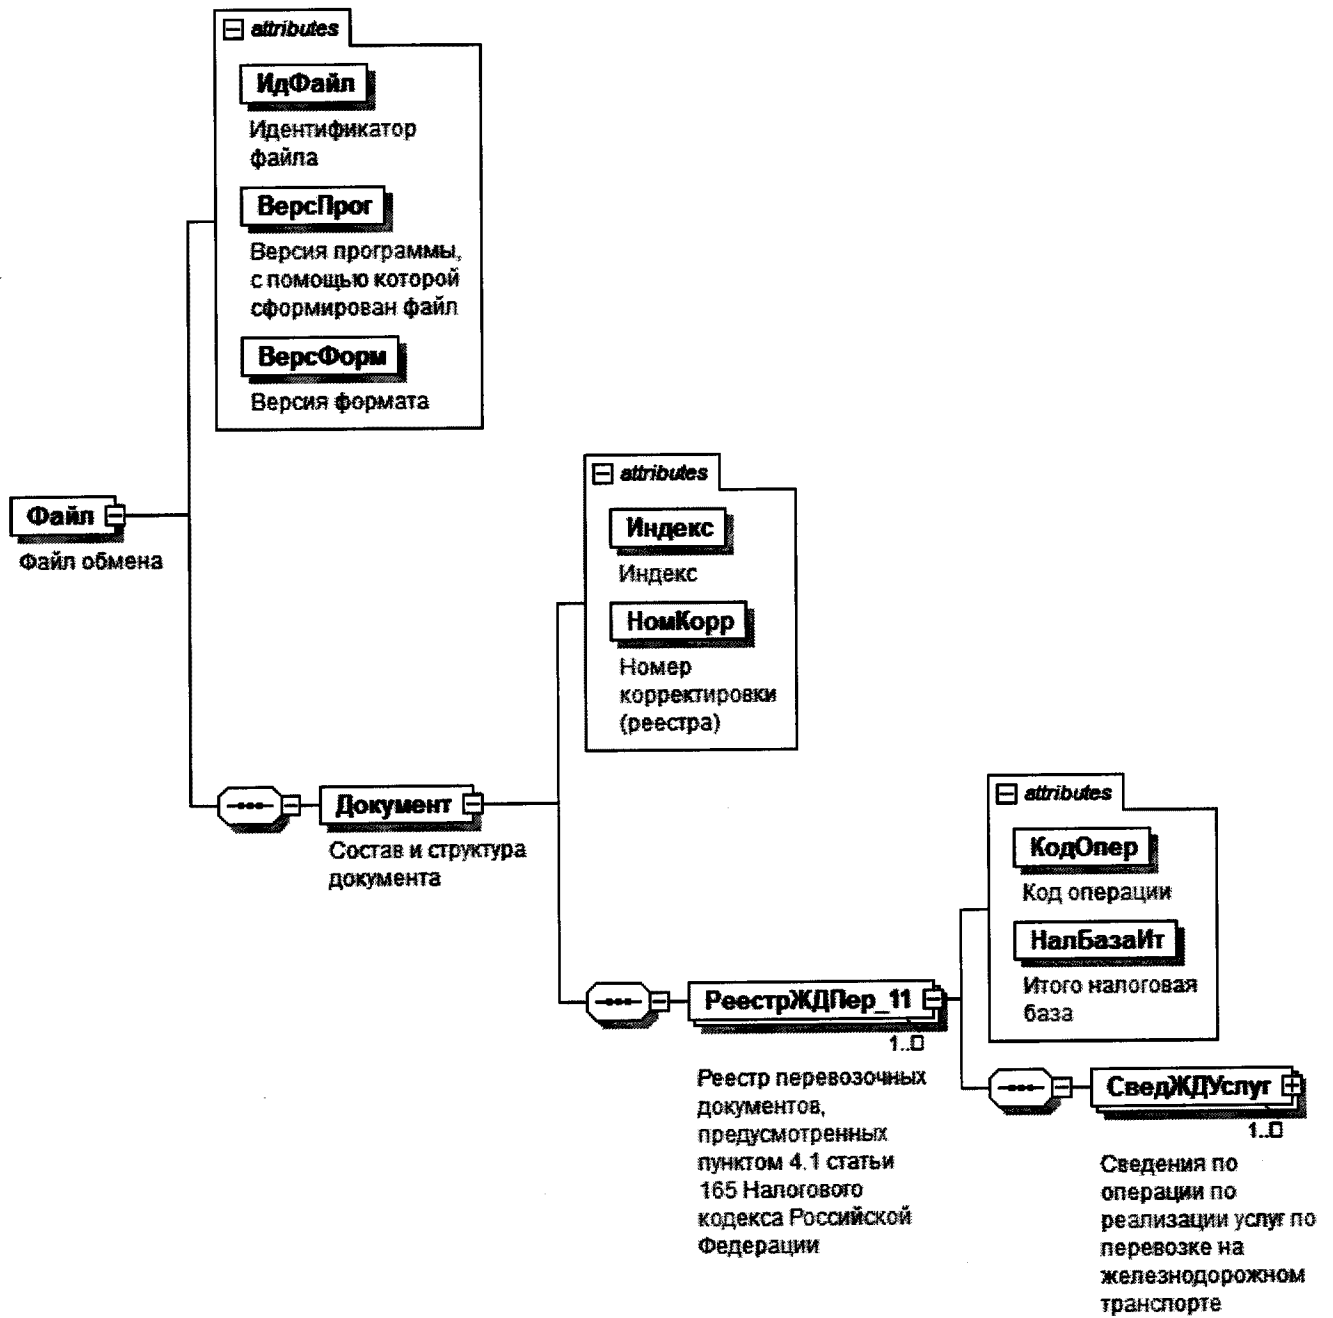 attributes
ИдФайл
Идентификатор
файла
ВерсПрог
Версия программы,
с помощью которой
сформирован файл
ВерсФорм
Версия формата
Файл
Файл обмена
attributes
Индекс
Индекс
НомКорр
Номер
корректировки
(реестра)
Документ
Состав и структура
документа
attributes
КодОпер
Код операции
НалБазаИт
Итого налоговая
база
РеестрЖДПер_11
1..
Реестр перевозочных
документов,
предусмотренных
пунктом 4.1 статьи
165 Налогового
кодекса Российской
Федерации
СведЖДУслуг
1..
Сведения по
операции по
реализации услуг по
перевозке на
железнодорожном
транспорте